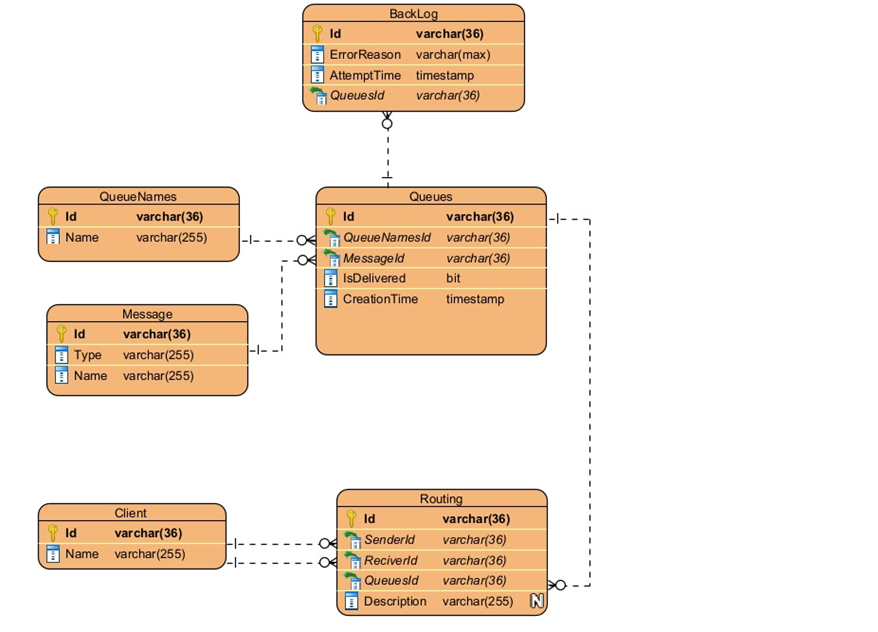 BackLog
Id varchar(36)
ErrorReason varchar(max)
AttemptTime timestamp
QueuesId varchar(36)
QueueNames
Id varchar(36)
Name varchar(255)
Queues
Id varchar(36)
QueueNamesId varchar(36)
MessageId varchar(36)
IsDelivered bit
CreationTime timestamp
Message
Id varchar(36)
Type varchar(255)
Name varchar(255)
Client
Id varchar(36)
Name varchar(255)
Routing
Id varchar(36)
SenderId varchar(36)
ReciverId varchar(36)
QueuesId varchar(36)
Description varchar(255) N